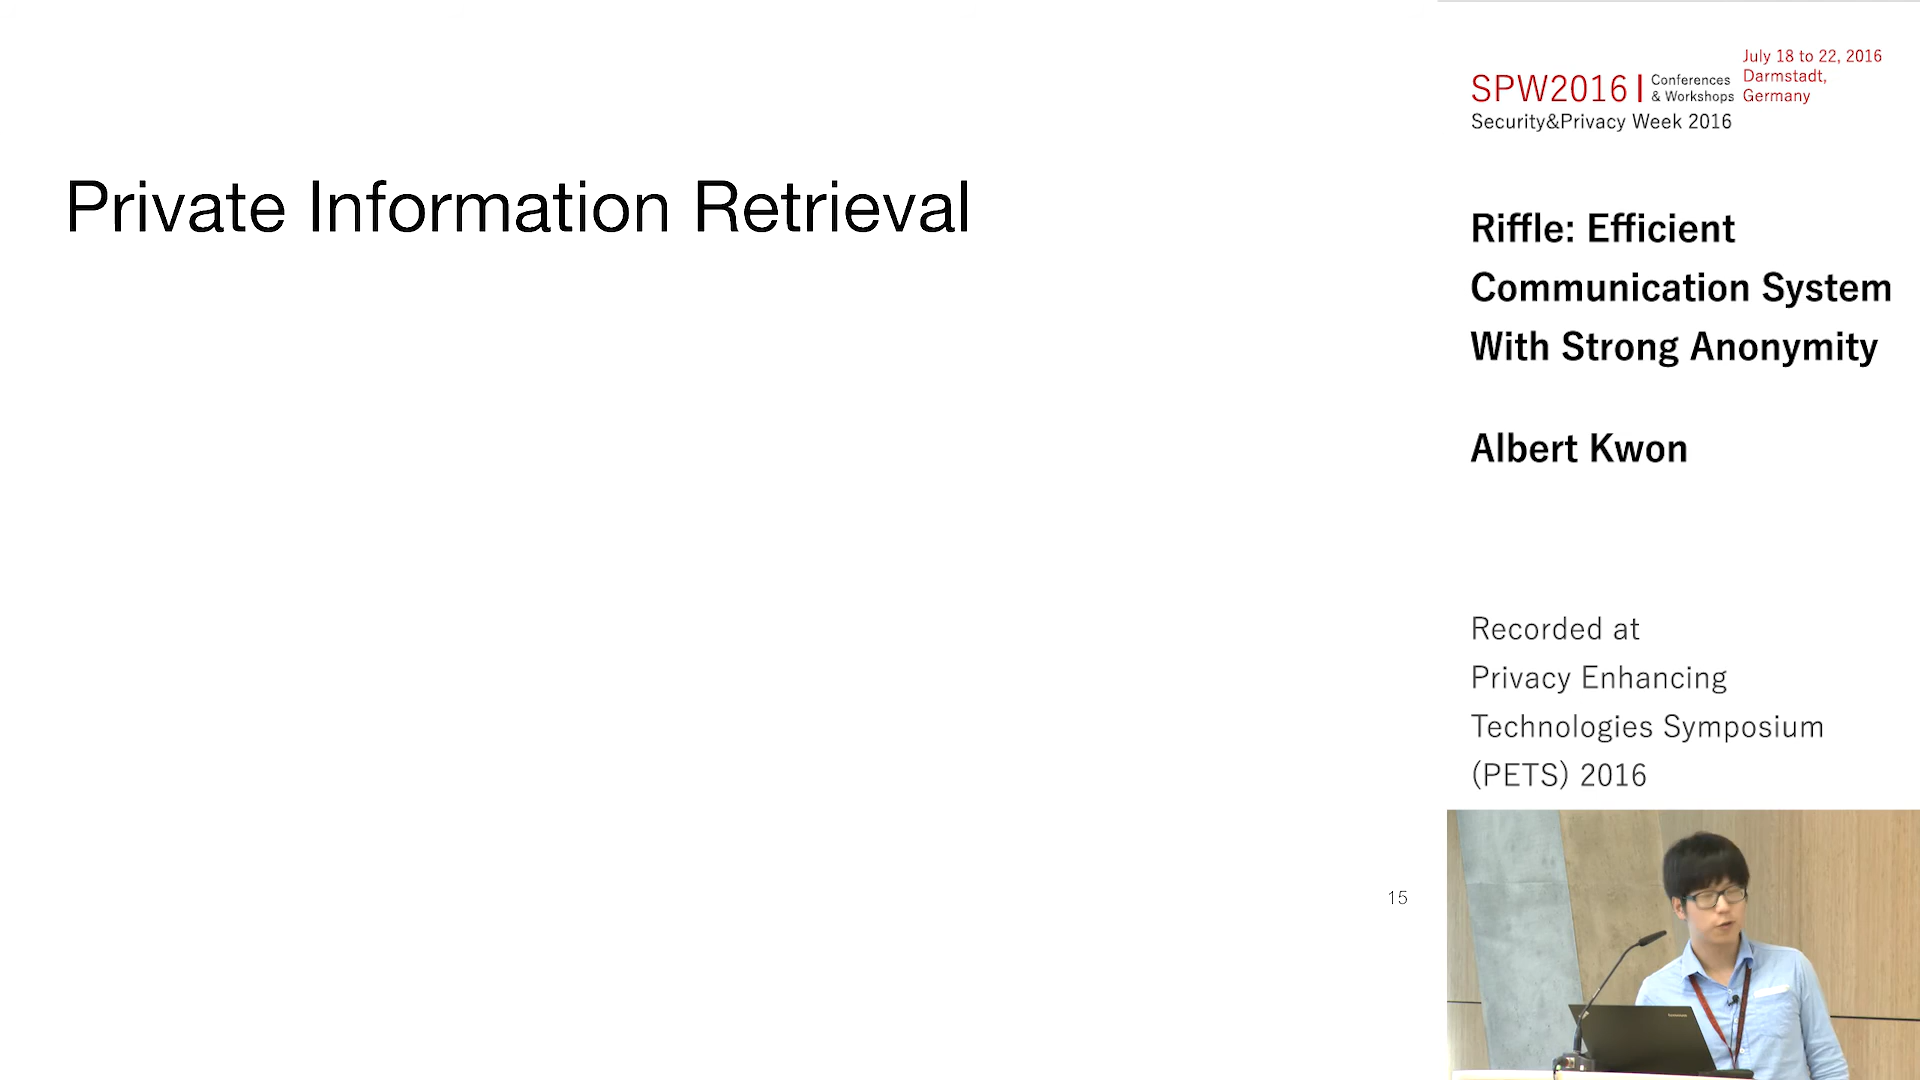 Private Information Retrieval
15
SPW2016 | Conferences & Workshops
July 18 to 22, 2016
Darmstadt,
Germany
Security&Privacy Week 2016
Riffle: Efficient
Communication System
With Strong Anonymity
Albert Kwon
Recorded at
Privacy Enhancing
Technologies Symposium
(PETS) 2016